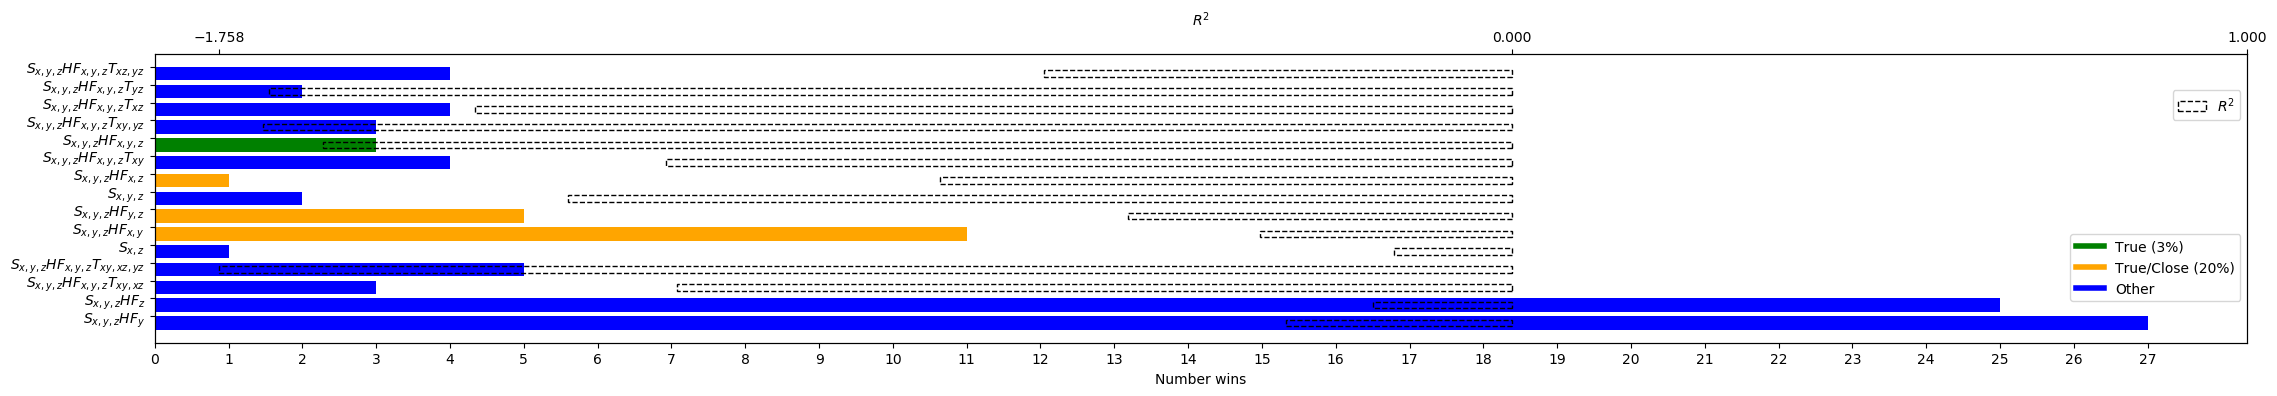 R²
−1.758 0.000 1.000
S_{x,y,z}HF_{x,y,z}T_{xz,yz}
S_{x,y,z}HF_{x,y,z}T_{yz}
S_{x,y,z}HF_{x,y,z}T_{xz}
S_{x,y,z}HF_{x,y,z}T_{xy,yz}
S_{x,y,z}HF_{x,y,z}
S_{x,y,z}HF_{x,y,z}T_{xy}
S_{x,y,z}HF_{x,z}
S_{x,y,z}
S_{x,y,z}HF_{y,z}
S_{x,y,z}HF_{x,y}
S_{x,z}
S_{x,y,z}HF_{x,y,z}T_{xy,xz,yz}
S_{x,y,z}HF_{x,y,z}T_{xy,xz}
S_{x,y,z}HF_{z}
S_{x,y,z}HF_{y}
R²
True (3%)
True/Close (20%)
Other
0 1 2 3 4 5 6 7 8 9 10 11 12 13 14 15 16 17 18 19 20 21 22 23 24 25 26 27
Number wins